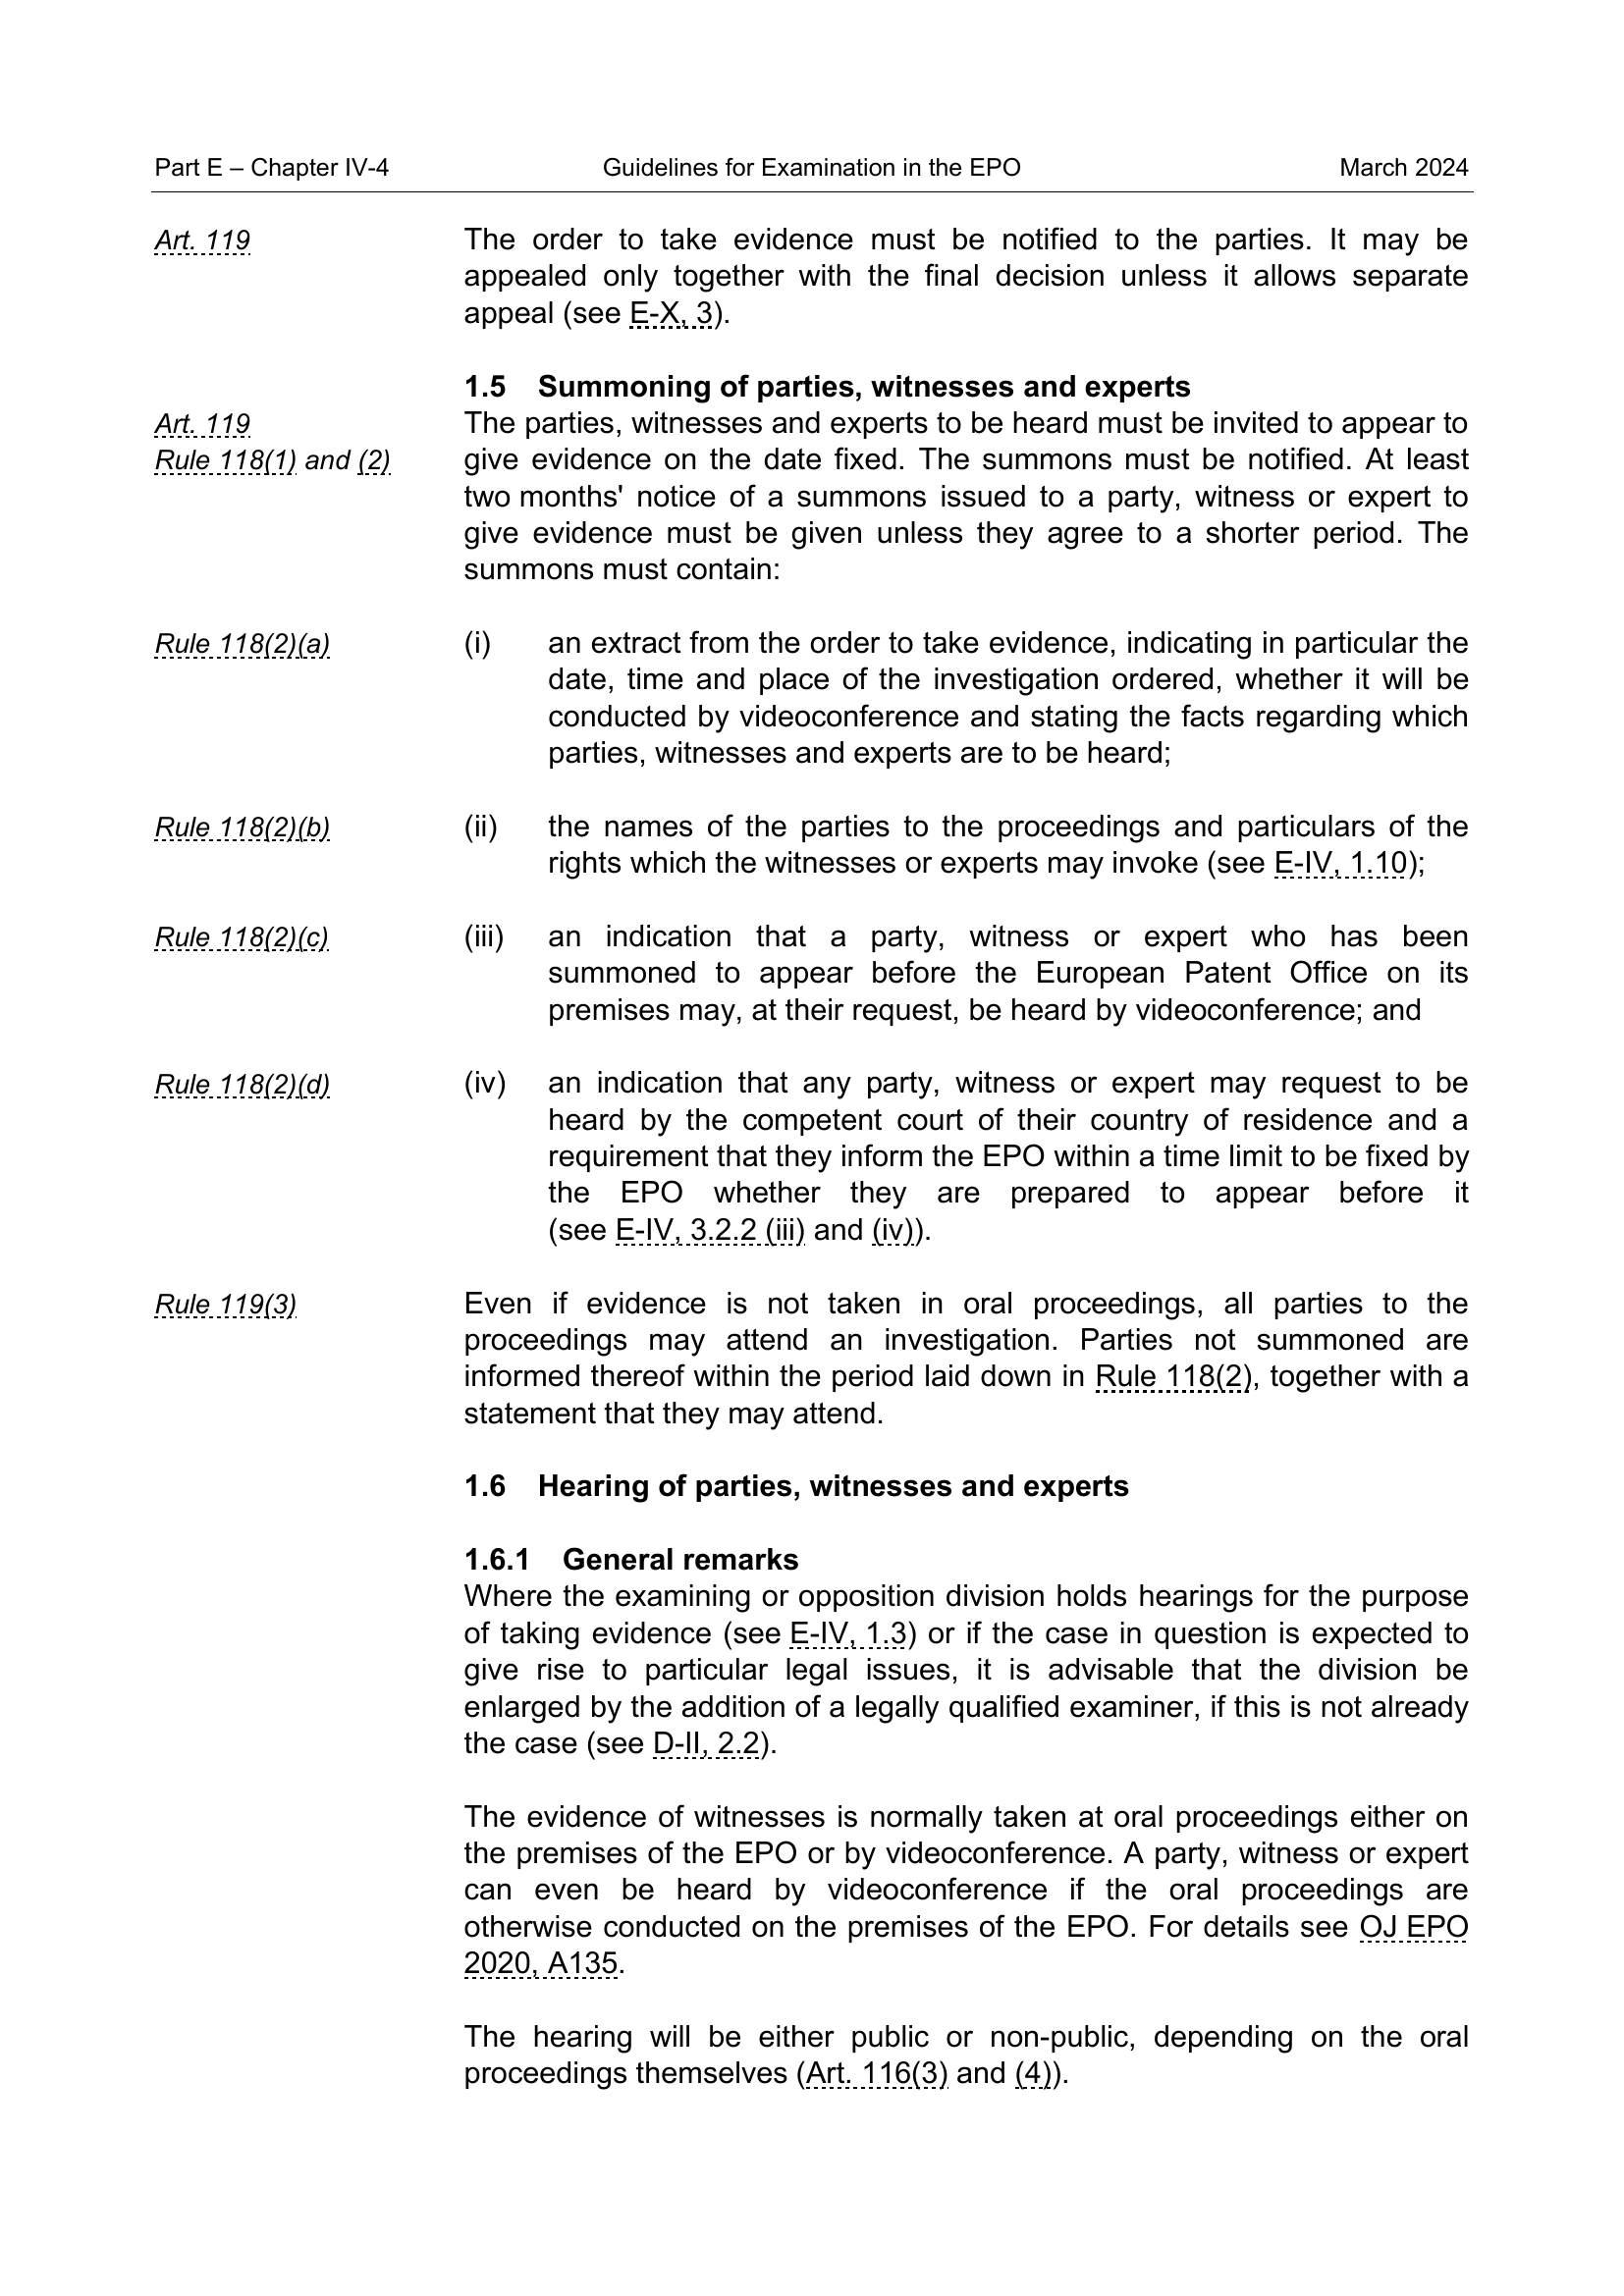 Part E – Chapter IV-4 Guidelines for Examination in the EPO March 2024
Art. 119
The order to take evidence must be notified to the parties. It may be
appealed only together with the final decision unless it allows separate
appeal (see E-X, 3).
1.5 Summoning of parties, witnesses and experts
Art. 119
Rule 118(1) and (2)
The parties, witnesses and experts to be heard must be invited to appear to
give evidence on the date fixed. The summons must be notified. At least
two months' notice of a summons issued to a party, witness or expert to
give evidence must be given unless they agree to a shorter period. The
summons must contain:
Rule 118(2)(a)
(i) an extract from the order to take evidence, indicating in particular the
date, time and place of the investigation ordered, whether it will be
conducted by videoconference and stating the facts regarding which
parties, witnesses and experts are to be heard;
Rule 118(2)(b)
(ii) the names of the parties to the proceedings and particulars of the
rights which the witnesses or experts may invoke (see E-IV, 1.10);
Rule 118(2)(c)
(iii) an indication that a party, witness or expert who has been
summoned to appear before the European Patent Office on its
premises may, at their request, be heard by videoconference; and
Rule 118(2)(d)
(iv) an indication that any party, witness or expert may request to be
heard by the competent court of their country of residence and a
requirement that they inform the EPO within a time limit to be fixed by
the EPO whether they are prepared to appear before it
(see E-IV, 3.2.2 (iii) and (iv)).
Rule 119(3)
Even if evidence is not taken in oral proceedings, all parties to the
proceedings may attend an investigation. Parties not summoned are
informed thereof within the period laid down in Rule 118(2), together with a
statement that they may attend.
1.6 Hearing of parties, witnesses and experts
1.6.1 General remarks
Where the examining or opposition division holds hearings for the purpose
of taking evidence (see E-IV, 1.3) or if the case in question is expected to
give rise to particular legal issues, it is advisable that the division be
enlarged by the addition of a legally qualified examiner, if this is not already
the case (see D-II, 2.2).
The evidence of witnesses is normally taken at oral proceedings either on
the premises of the EPO or by videoconference. A party, witness or expert
can even be heard by videoconference if the oral proceedings are
otherwise conducted on the premises of the EPO. For details see OJ EPO
2020, A135.
The hearing will be either public or non-public, depending on the oral
proceedings themselves (Art. 116(3) and (4)).